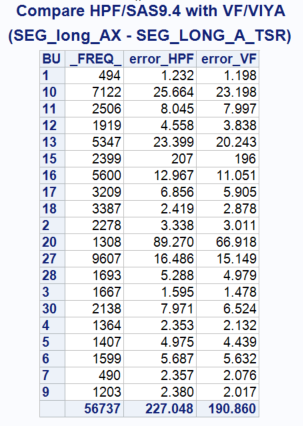 Compare HPF/SAS9.4 with VF/VIYA
(SEG_long_AX - SEG_LONG_A_TSR)
BU _FREQ_ error_HPF error_VF
1 494 1.232 1.198
10 7122 25.664 23.198
11 2506 8.045 7.997
12 1919 4.558 3.838
13 5347 23.399 20.243
15 2399 207 196
16 5600 12.967 11.051
17 3209 6.856 5.905
18 3387 2.419 2.878
2 2278 3.338 3.011
20 1308 89.270 66.918
27 9607 16.486 15.149
28 1693 5.288 4.979
3 1667 1.595 1.478
30 2138 7.971 6.524
4 1364 2.353 2.132
5 1407 4.975 4.439
6 1599 5.687 5.632
7 490 2.357 2.076
9 1203 2.380 2.017
56737 227.048 190.860